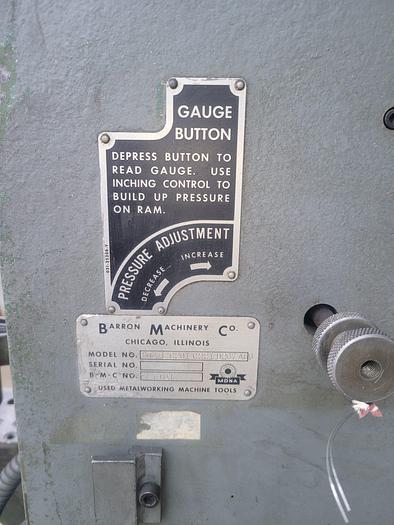 GAUGE
BUTTON
DEPRESS BUTTON TO
READ GAUGE. USE
INCHING CONTROL TO
BUILD UP PRESSURE
ON RAM.
PRESSURE ADJUSTMENT
DECREASE
INCREASE
BARRON MACHINERY CO.
CHICAGO, ILLINOIS
MODEL NO.
SERIAL NO.
B-M-C NO.
MDNA
USED METALWORKING MACHINE TOOLS